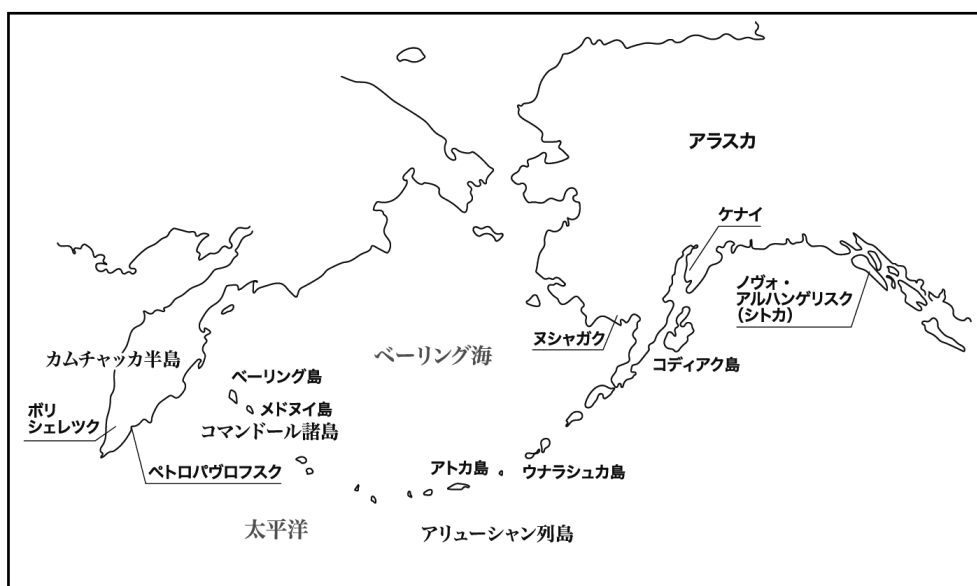 アラスカ
ケナイ
ノヴォ・
アルハンゲリスク
(シトカ)
ヌシャガク
コディアク島
ベーリング海
カムチャッカ半島
ベーリング島
メドヌイ島
コマンドール諸島
ボリ
シェレツク
ペトロパヴロフスク
アトカ島
ウナラシュカ島
太平洋
アリューシャン列島